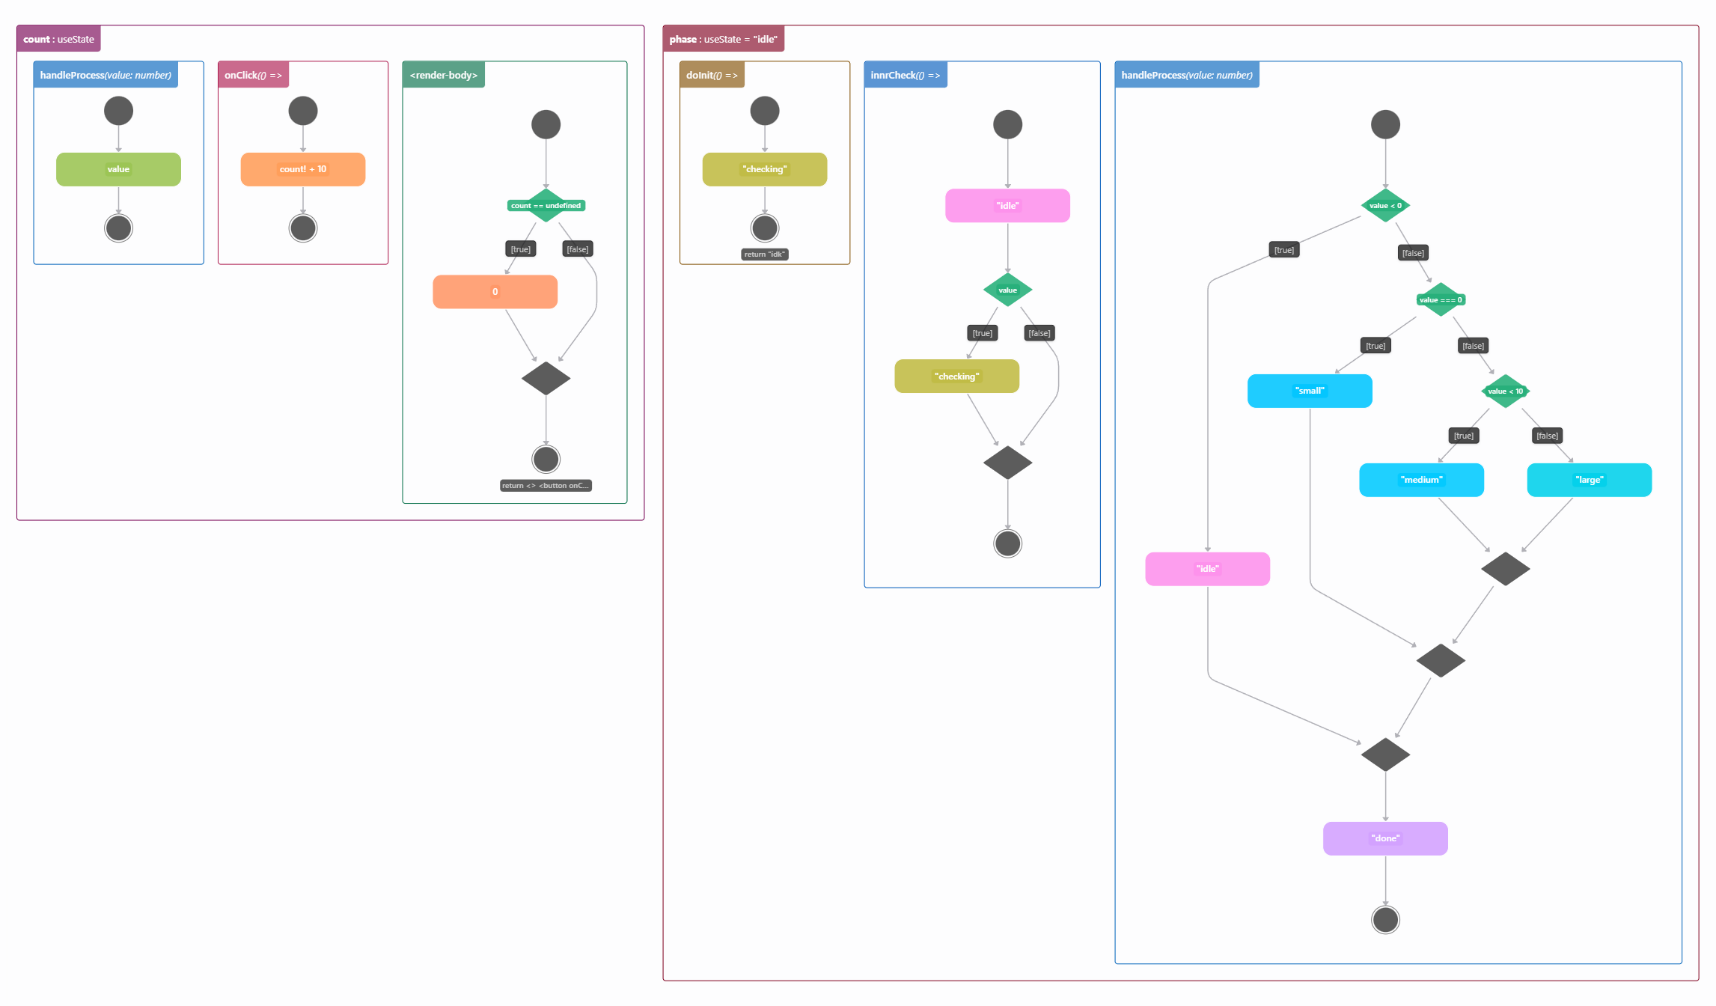 count : useState
handleProcess(value: number)
value
onClick(() =>
count! + 10
<render-body>
count == undefined
[true]
[false]
0
return <> <button onC...
phase : useState = "idle"
doInit(() =>
"checking"
return "idk"
innrCheck(() =>
"idle"
value
[true]
[false]
"checking"
handleProcess(value: number)
value < 0
[true]
[false]
value === 0
[true]
[false]
"small"
value < 10
[true]
[false]
"medium"
"large"
"idle"
"done"